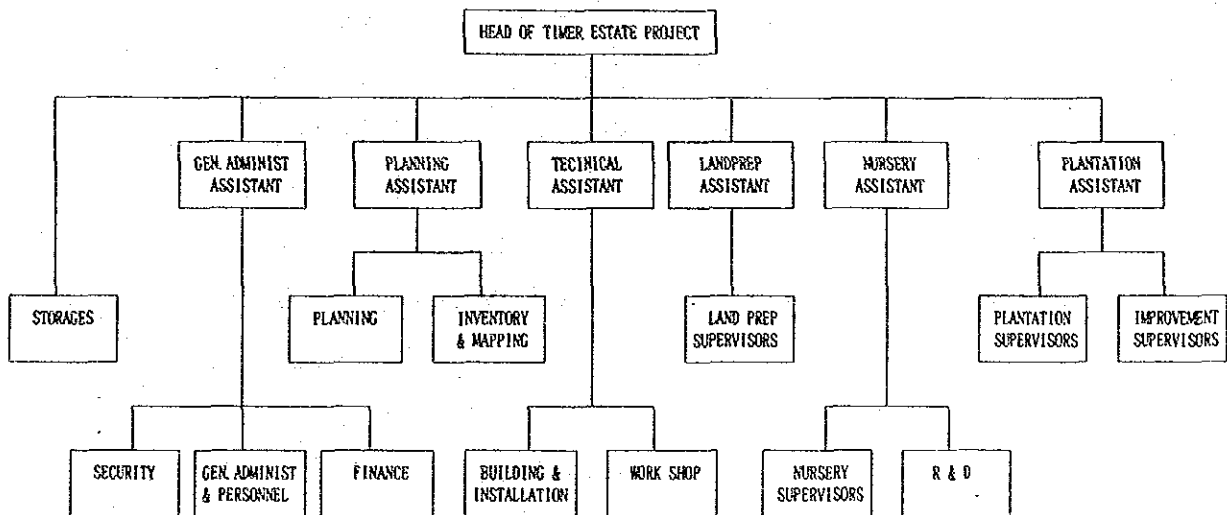 HEAD OF TIMER ESTATE PROJECT
GEN. ADMINIST
ASSISTANT
PLANNING
ASSISTANT
TECINICAL
ASSISTANT
LANDPREP
ASSISTANT
NURSERY
ASSISTANT
PLANTATION
ASSISTANT
STORAGES
PLANNING
INVENTORY
& MAPPING
LAND PREP
SUPERVISORS
PLANTATION
SUPERVISORS
IMPROVEMENT
SUPERVISORS
SECURITY
GEN. ADMINIST
& PERSONNEL
FINANCE
BUILDING &
INSTALLATION
WORK SHOP
NURSERY
SUPERVISORS
R & D